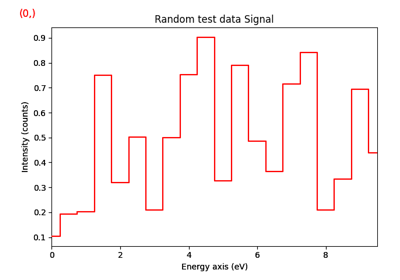 (0,)
Random test data Signal
Intensity (counts)
0.9
0.8
0.7
0.6
0.5
0.4
0.3
0.2
0.1
0 2 4 6 8
Energy axis (eV)